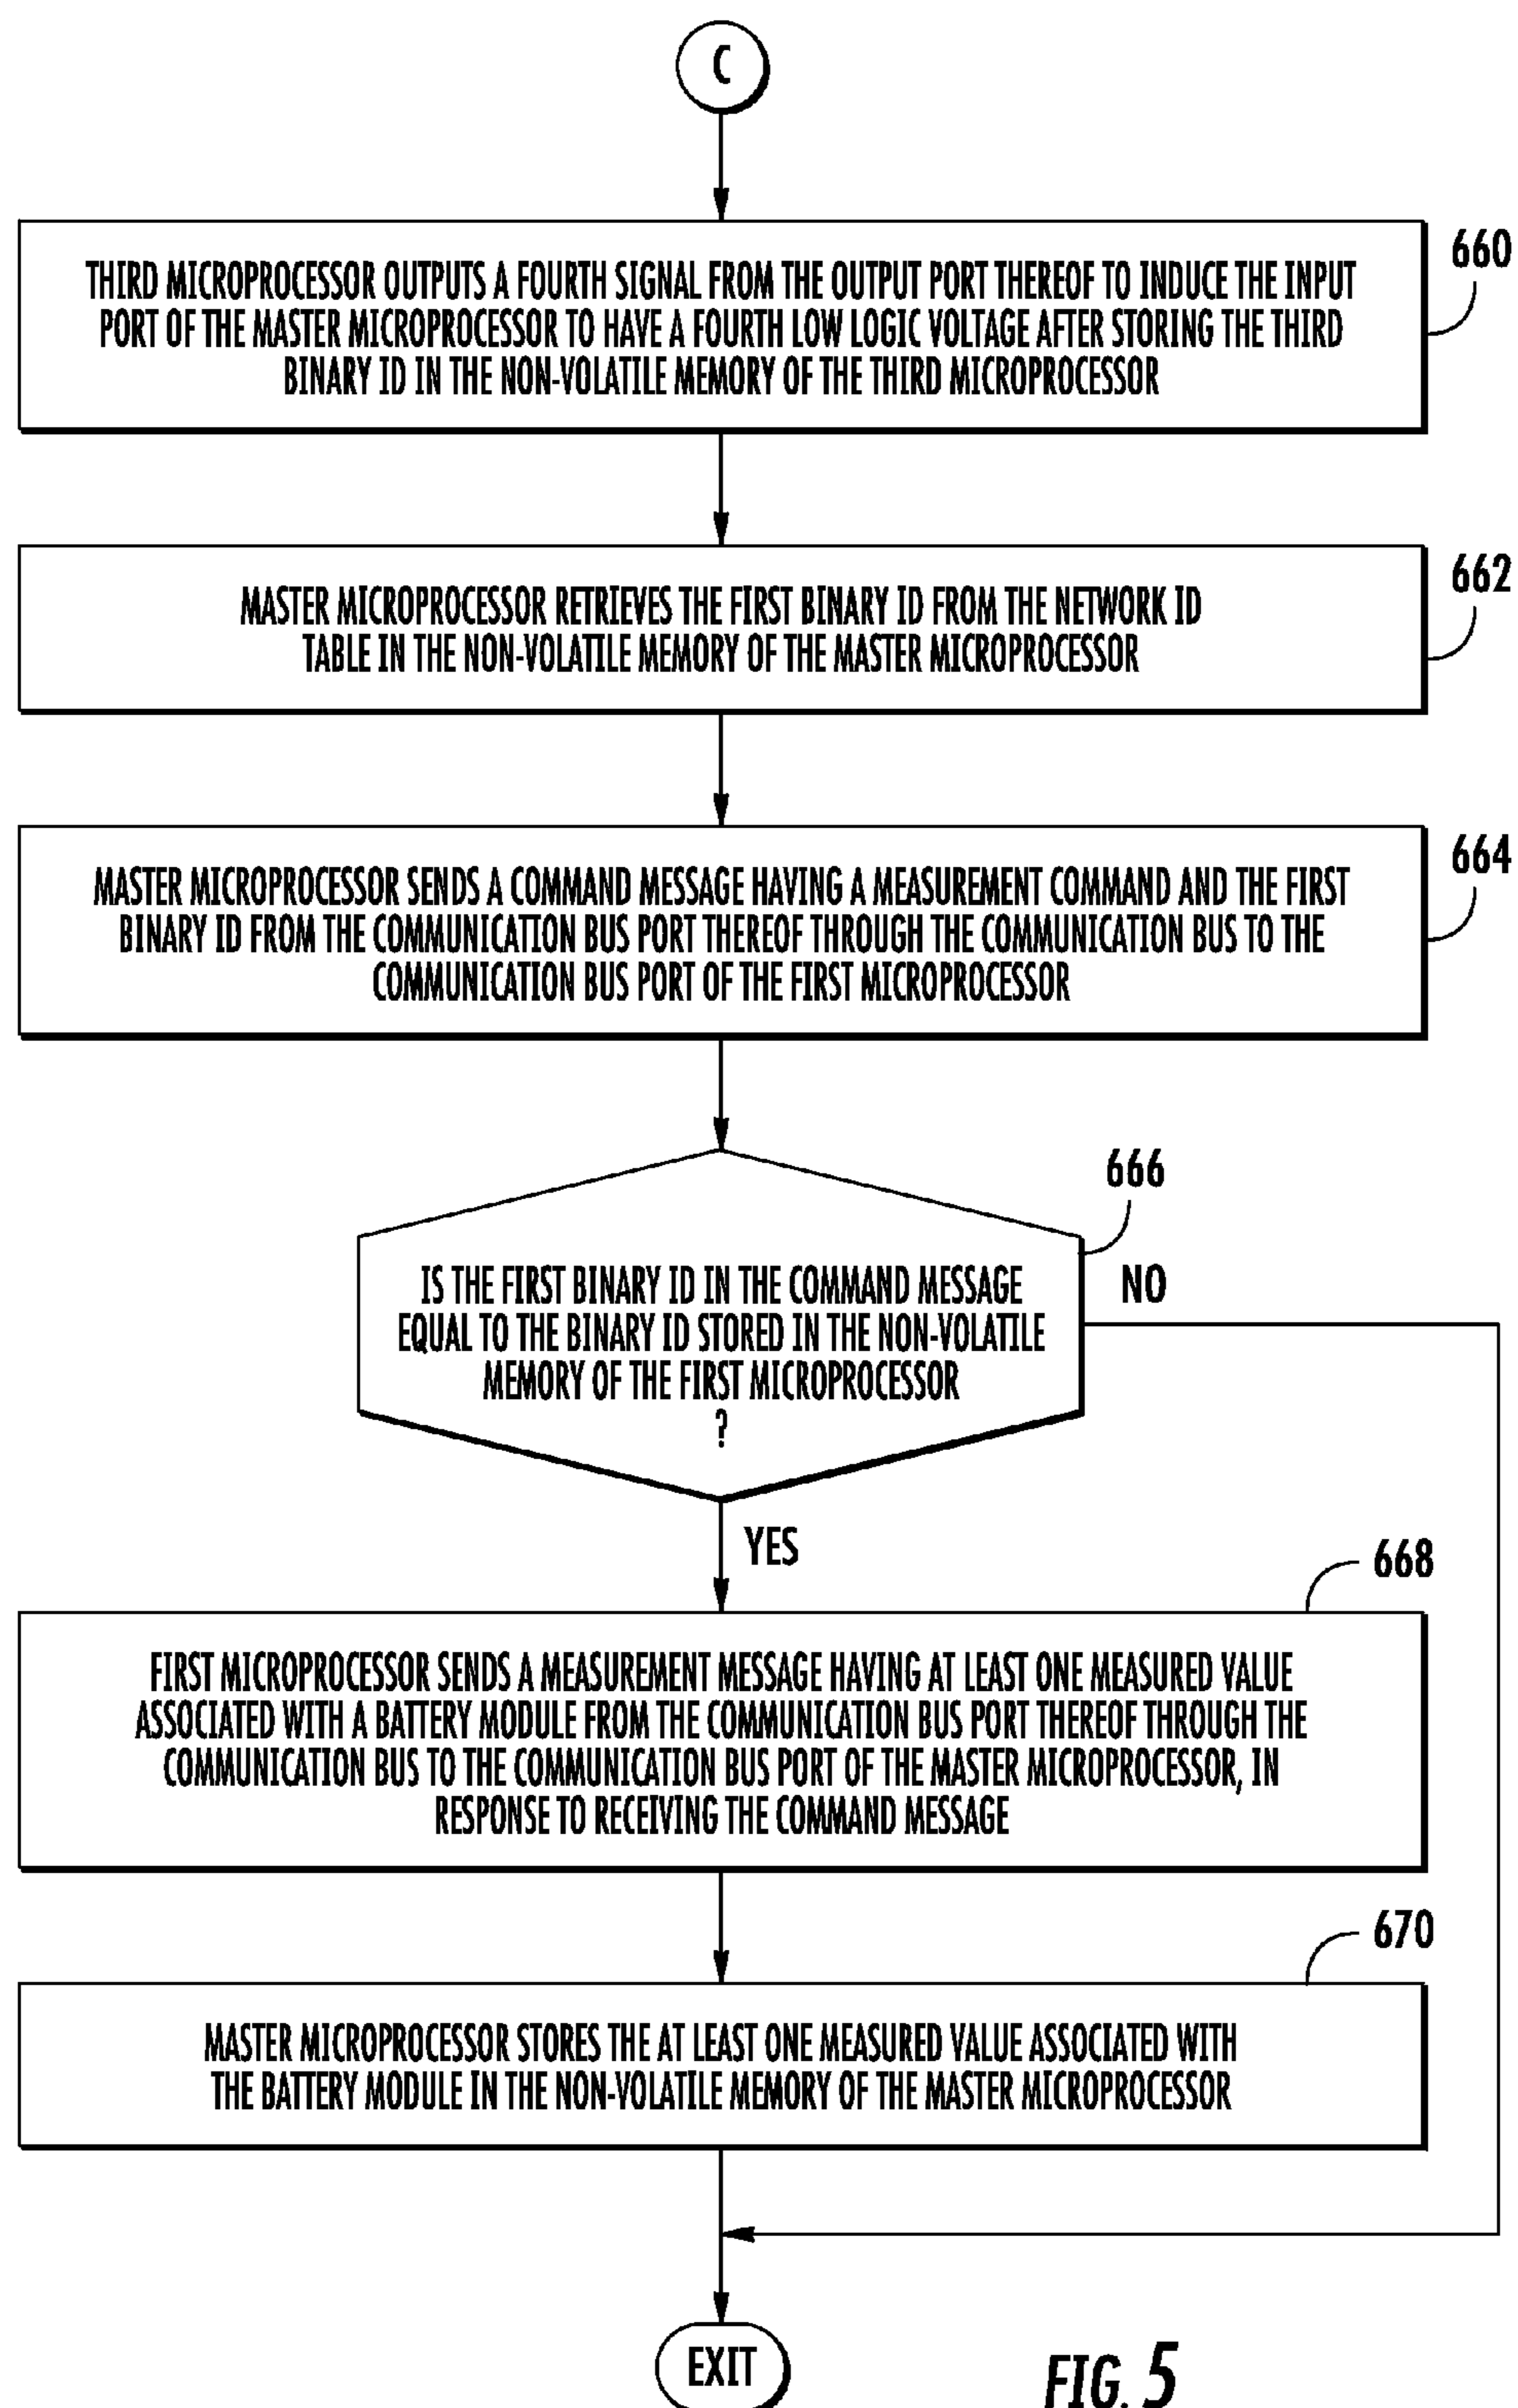 C
660
THIRD MICROPROCESSOR OUTPUTS A FOURTH SIGNAL FROM THE OUTPUT PORT THEREOF TO INDUCE THE INPUT
PORT OF THE MASTER MICROPROCESSOR TO HAVE A FOURTH LOW LOGIC VOLTAGE AFTER STORING THE THIRD
BINARY ID IN THE NON-VOLATILE MEMORY OF THE THIRD MICROPROCESSOR
662
MASTER MICROPROCESSOR RETRIEVES THE FIRST BINARY ID FROM THE NETWORK ID
TABLE IN THE NON-VOLATILE MEMORY OF THE MASTER MICROPROCESSOR
664
MASTER MICROPROCESSOR SENDS A COMMAND MESSAGE HAVING A MEASUREMENT COMMAND AND THE FIRST
BINARY ID FROM THE COMMUNICATION BUS PORT THEREOF THROUGH THE COMMUNICATION BUS TO THE
COMMUNICATION BUS PORT OF THE FIRST MICROPROCESSOR
666
IS THE FIRST BINARY ID IN THE COMMAND MESSAGE
EQUAL TO THE BINARY ID STORED IN THE NON-VOLATILE
MEMORY OF THE FIRST MICROPROCESSOR
?
NO
YES
668
FIRST MICROPROCESSOR SENDS A MEASUREMENT MESSAGE HAVING AT LEAST ONE MEASURED VALUE
ASSOCIATED WITH A BATTERY MODULE FROM THE COMMUNICATION BUS PORT THEREOF THROUGH THE
COMMUNICATION BUS TO THE COMMUNICATION BUS PORT OF THE MASTER MICROPROCESSOR, IN
RESPONSE TO RECEIVING THE COMMAND MESSAGE
670
MASTER MICROPROCESSOR STORES THE AT LEAST ONE MEASURED VALUE ASSOCIATED WITH
THE BATTERY MODULE IN THE NON-VOLATILE MEMORY OF THE MASTER MICROPROCESSOR
EXIT
FIG. 5